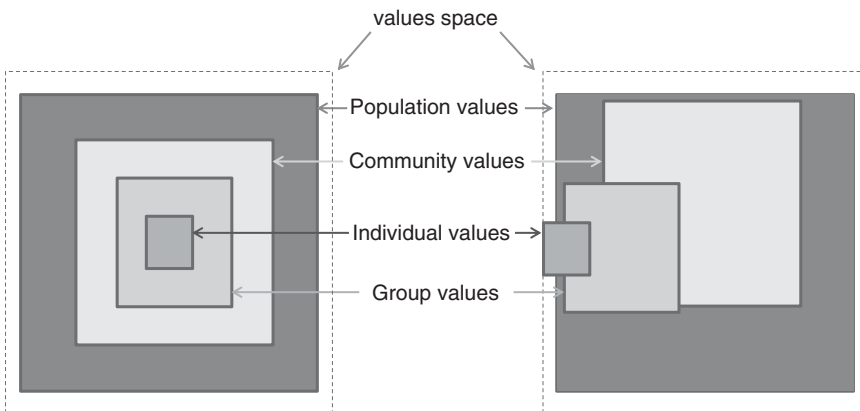 values space
Population values
Community values
Individual values
Group values